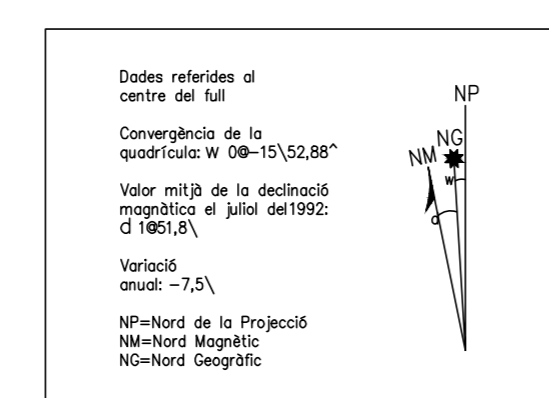 Dades referides al
centre del full
Convergència de la
quadrícula: W 0@-15\52,88^
Valor mitjà de la declinació
magnàtica el juliol del1992:
d 1@51,8\
Variació
anual: -7,5\
NP=Nord de la Projecció
NM=Nord Magnètic
NG=Nord Geogràfic
NP
NG
NM
w
d